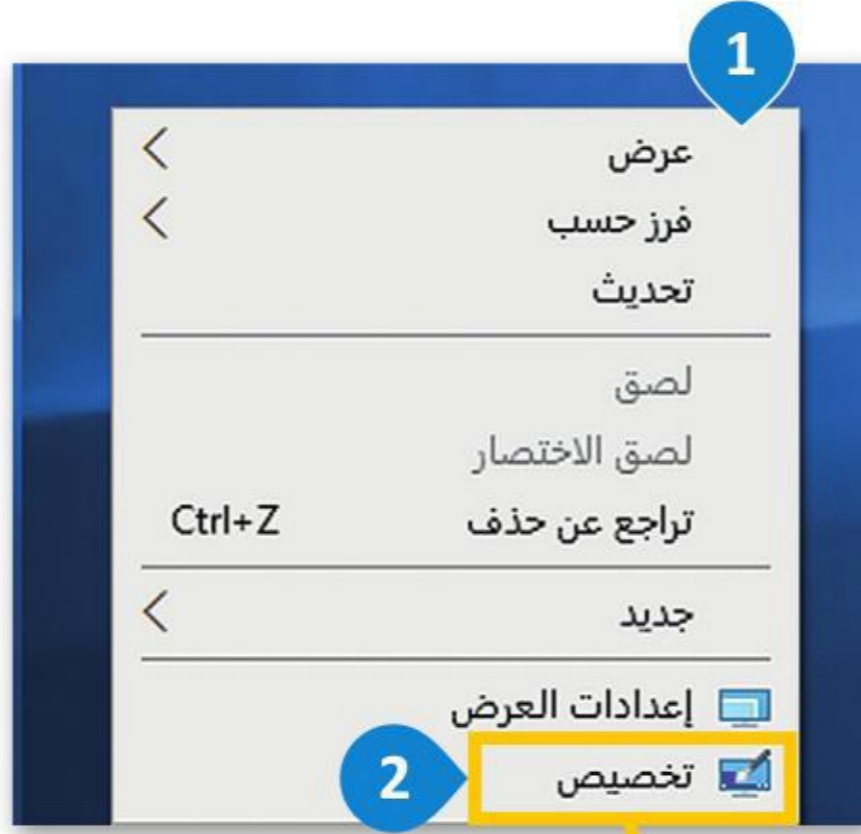 1
عرض
فرز حسب
تحديث
لصق
لصق الاختصار
تراجع عن حذف Ctrl+Z
جديد
إعدادات العرض
تخصيص 2